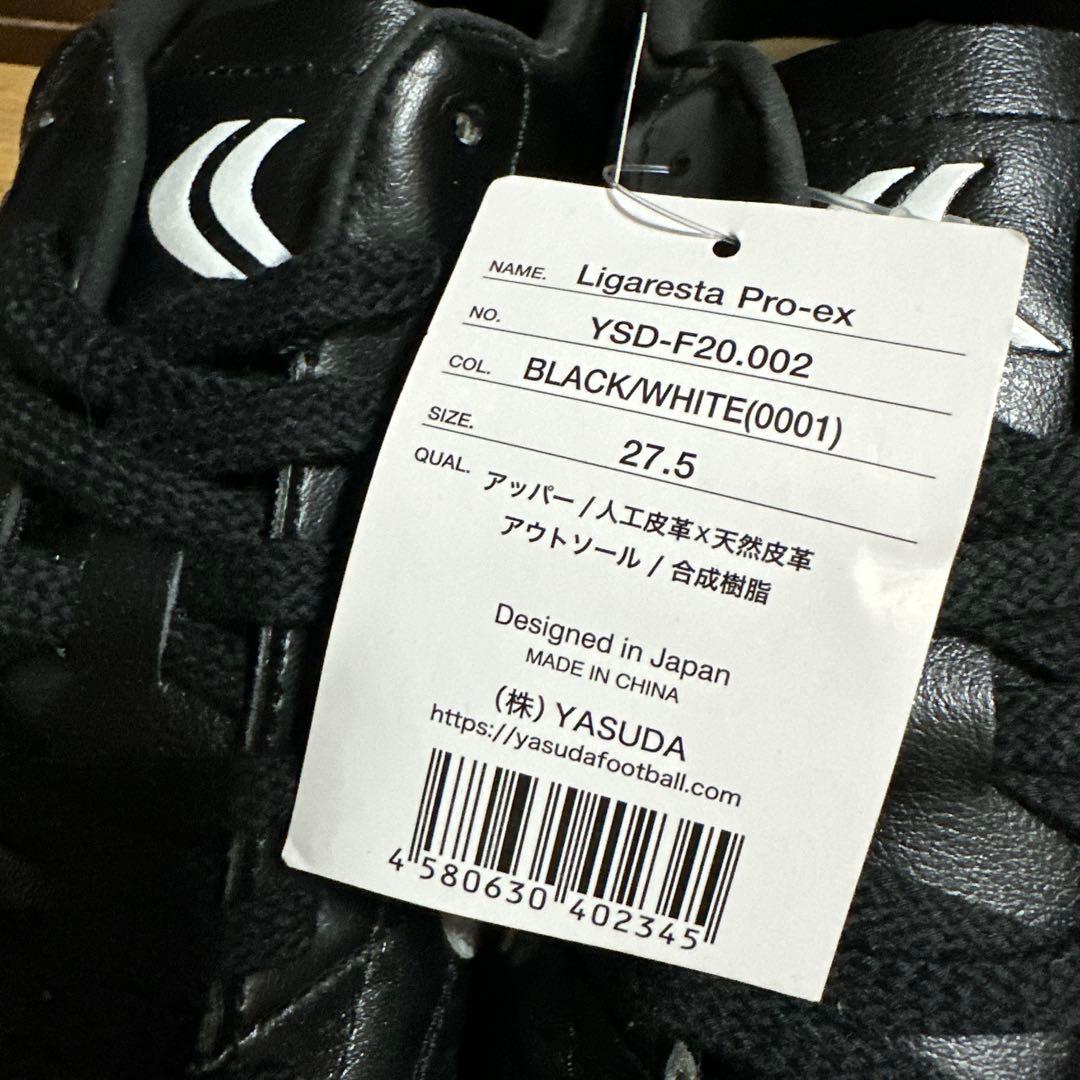 NAME. Ligaresta Pro-ex
NO. YSD-F20.002
COL. BLACK/WHITE(0001)
SIZE. 27.5
QUAL. アッパー / 人工皮革x天然皮革
アウトソール / 合成樹脂
Designed in Japan
MADE IN CHINA
(株) YASUDA
https://yasudafootball.com
4 580630 402345